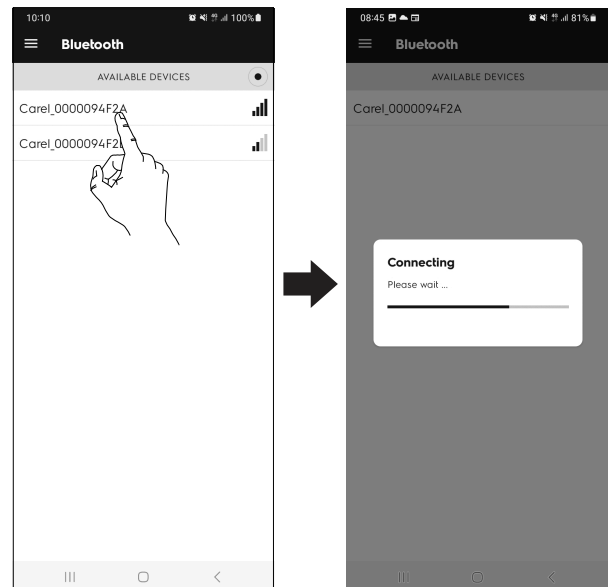 10:10 100%
Bluetooth
AVAILABLE DEVICES
Carel_0000094F2A
Carel_0000094F2
08:45 81%
Bluetooth
AVAILABLE DEVICES
Carel_0000094F2A
Connecting
Please wait ...